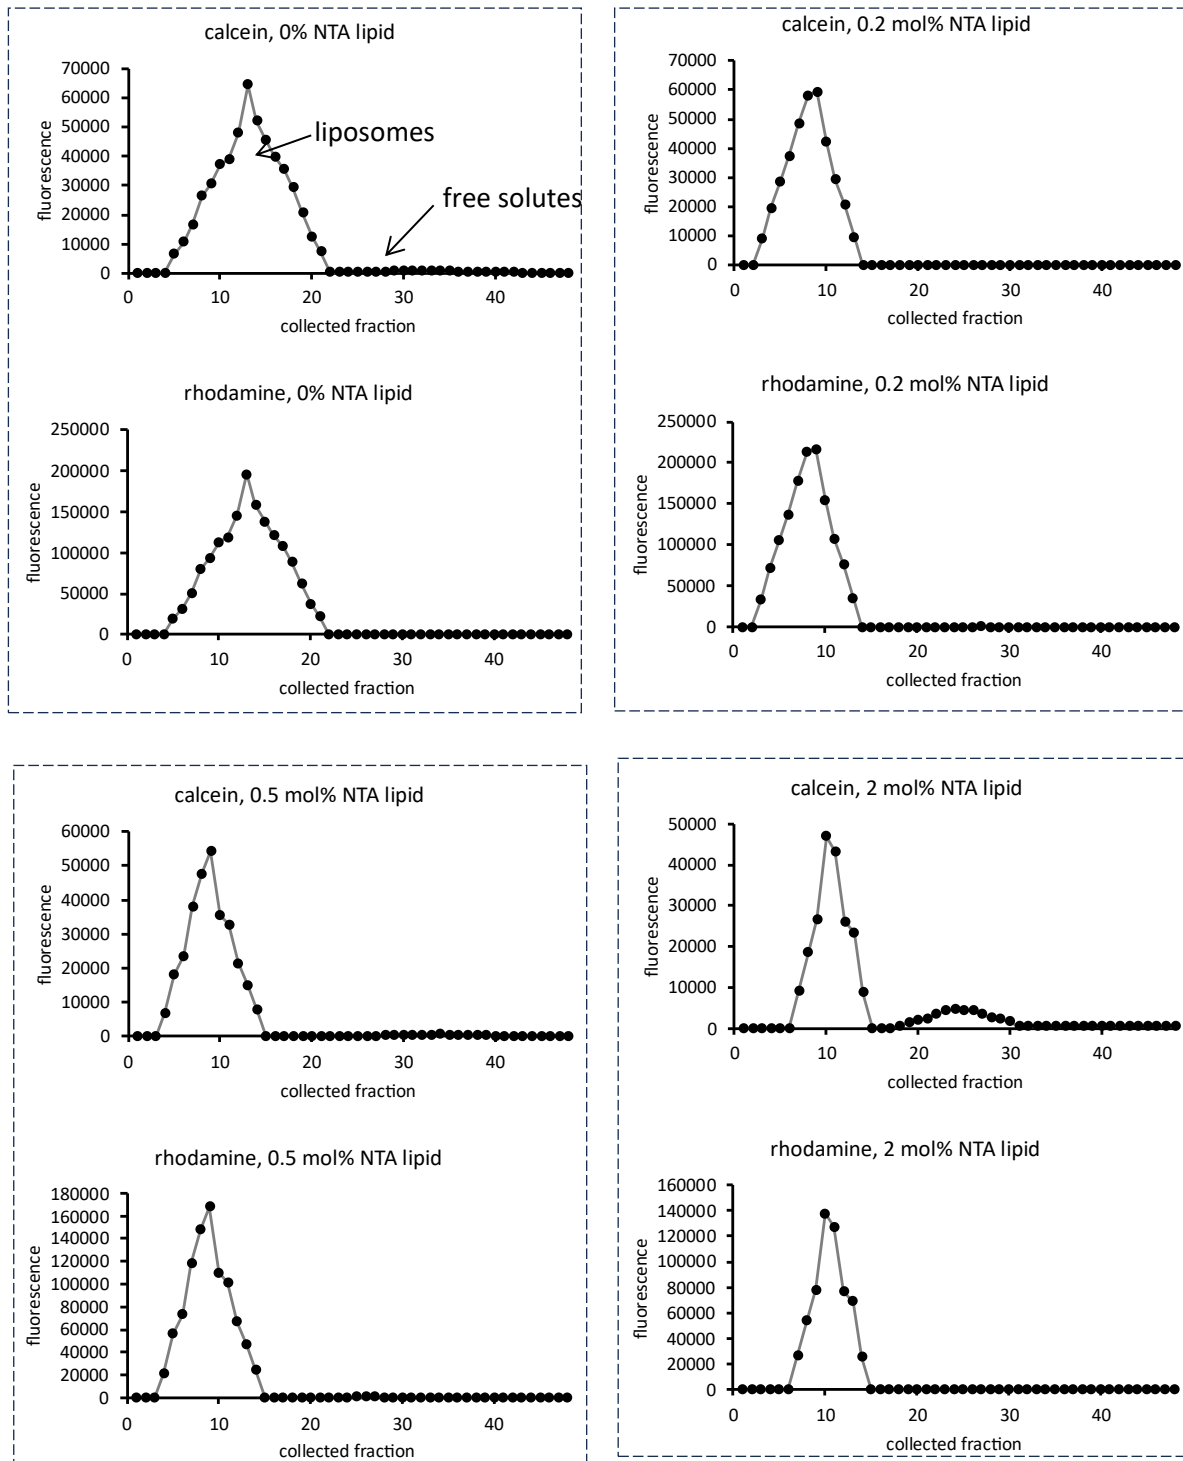 calcein, 0% NTA lipid
70000
60000
50000
40000
30000
20000
10000
0
fluorescence
liposomes
free solutes
0 10 20 30 40
collected fraction
rhodamine, 0% NTA lipid
250000
200000
150000
100000
50000
0
fluorescence
0 10 20 30 40
collected fraction
calcein, 0.2 mol% NTA lipid
70000
60000
50000
40000
30000
20000
10000
0
fluorescence
0 10 20 30 40
collected fraction
rhodamine, 0.2 mol% NTA lipid
250000
200000
150000
100000
50000
0
fluorescence
0 10 20 30 40
collected fraction
calcein, 0.5 mol% NTA lipid
60000
50000
40000
30000
20000
10000
0
fluorescence
0 10 20 30 40
collected fraction
rhodamine, 0.5 mol% NTA lipid
180000
160000
140000
120000
100000
80000
60000
40000
20000
0
fluorescence
0 10 20 30 40
collected fraction
calcein, 2 mol% NTA lipid
50000
40000
30000
20000
10000
0
fluorescence
0 10 20 30 40
collected fraction
rhodamine, 2 mol% NTA lipid
160000
140000
120000
100000
80000
60000
40000
20000
0
fluorescence
0 10 20 30 40
collected fraction